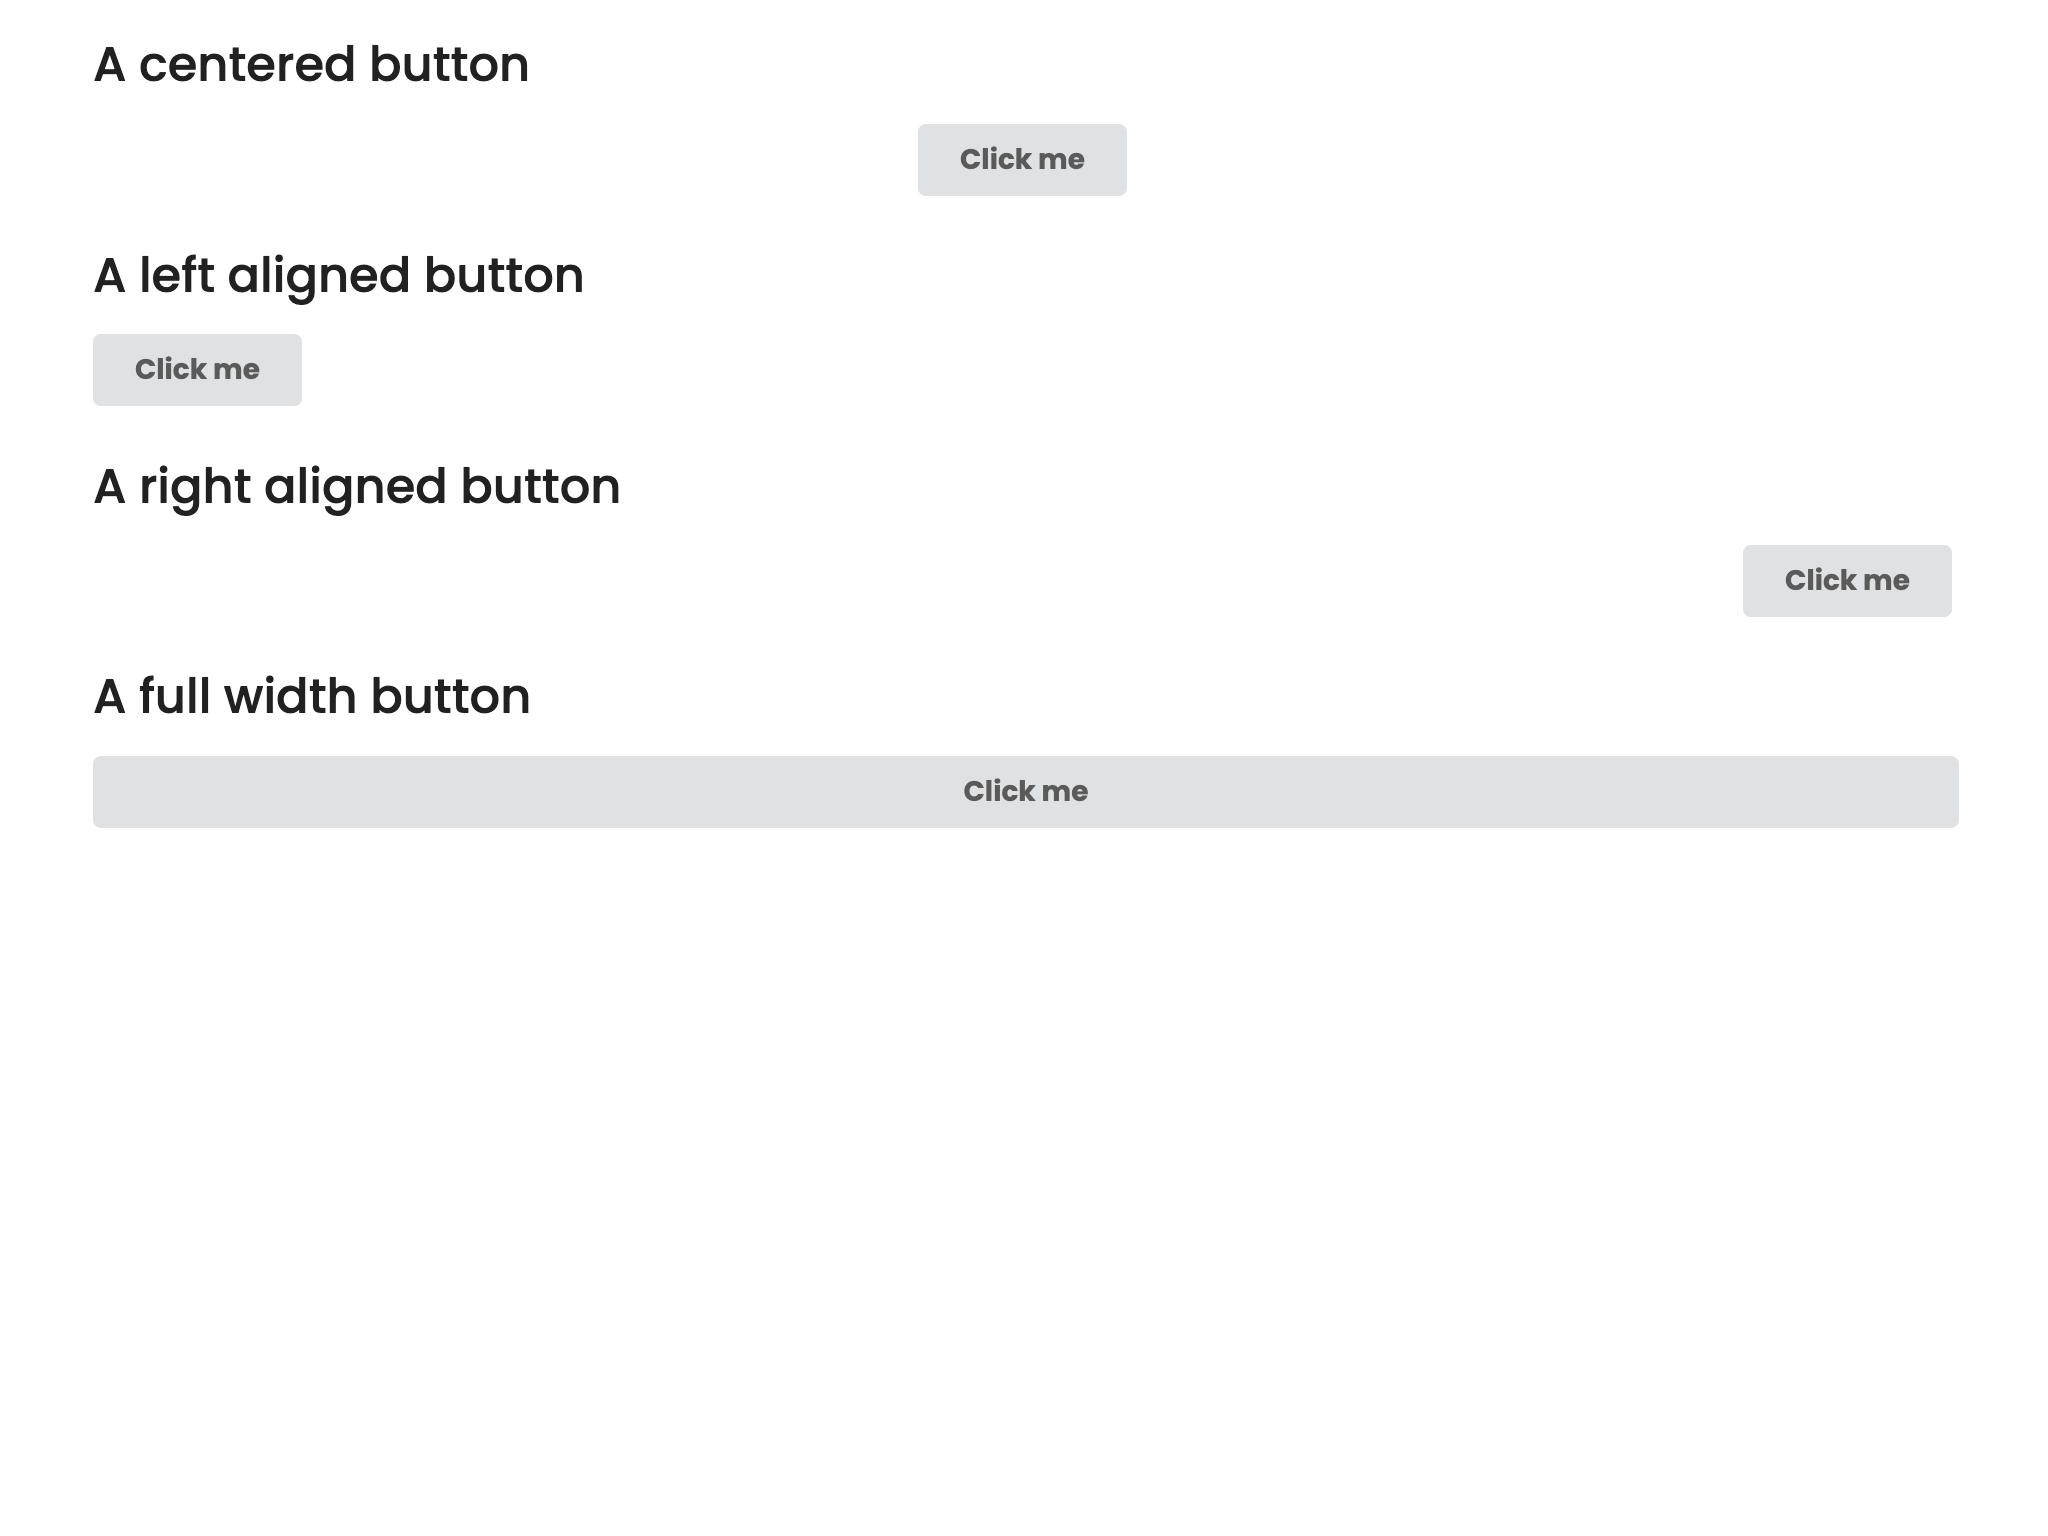 A centered button
Click me
A left aligned button
Click me
A right aligned button
Click me
A full width button
Click me